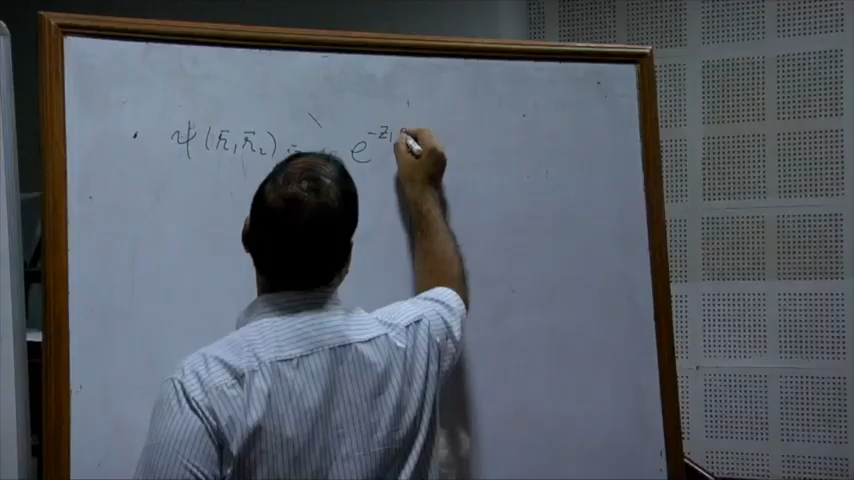 ψ(r̄₁, r̄₂) = e^{-z₁